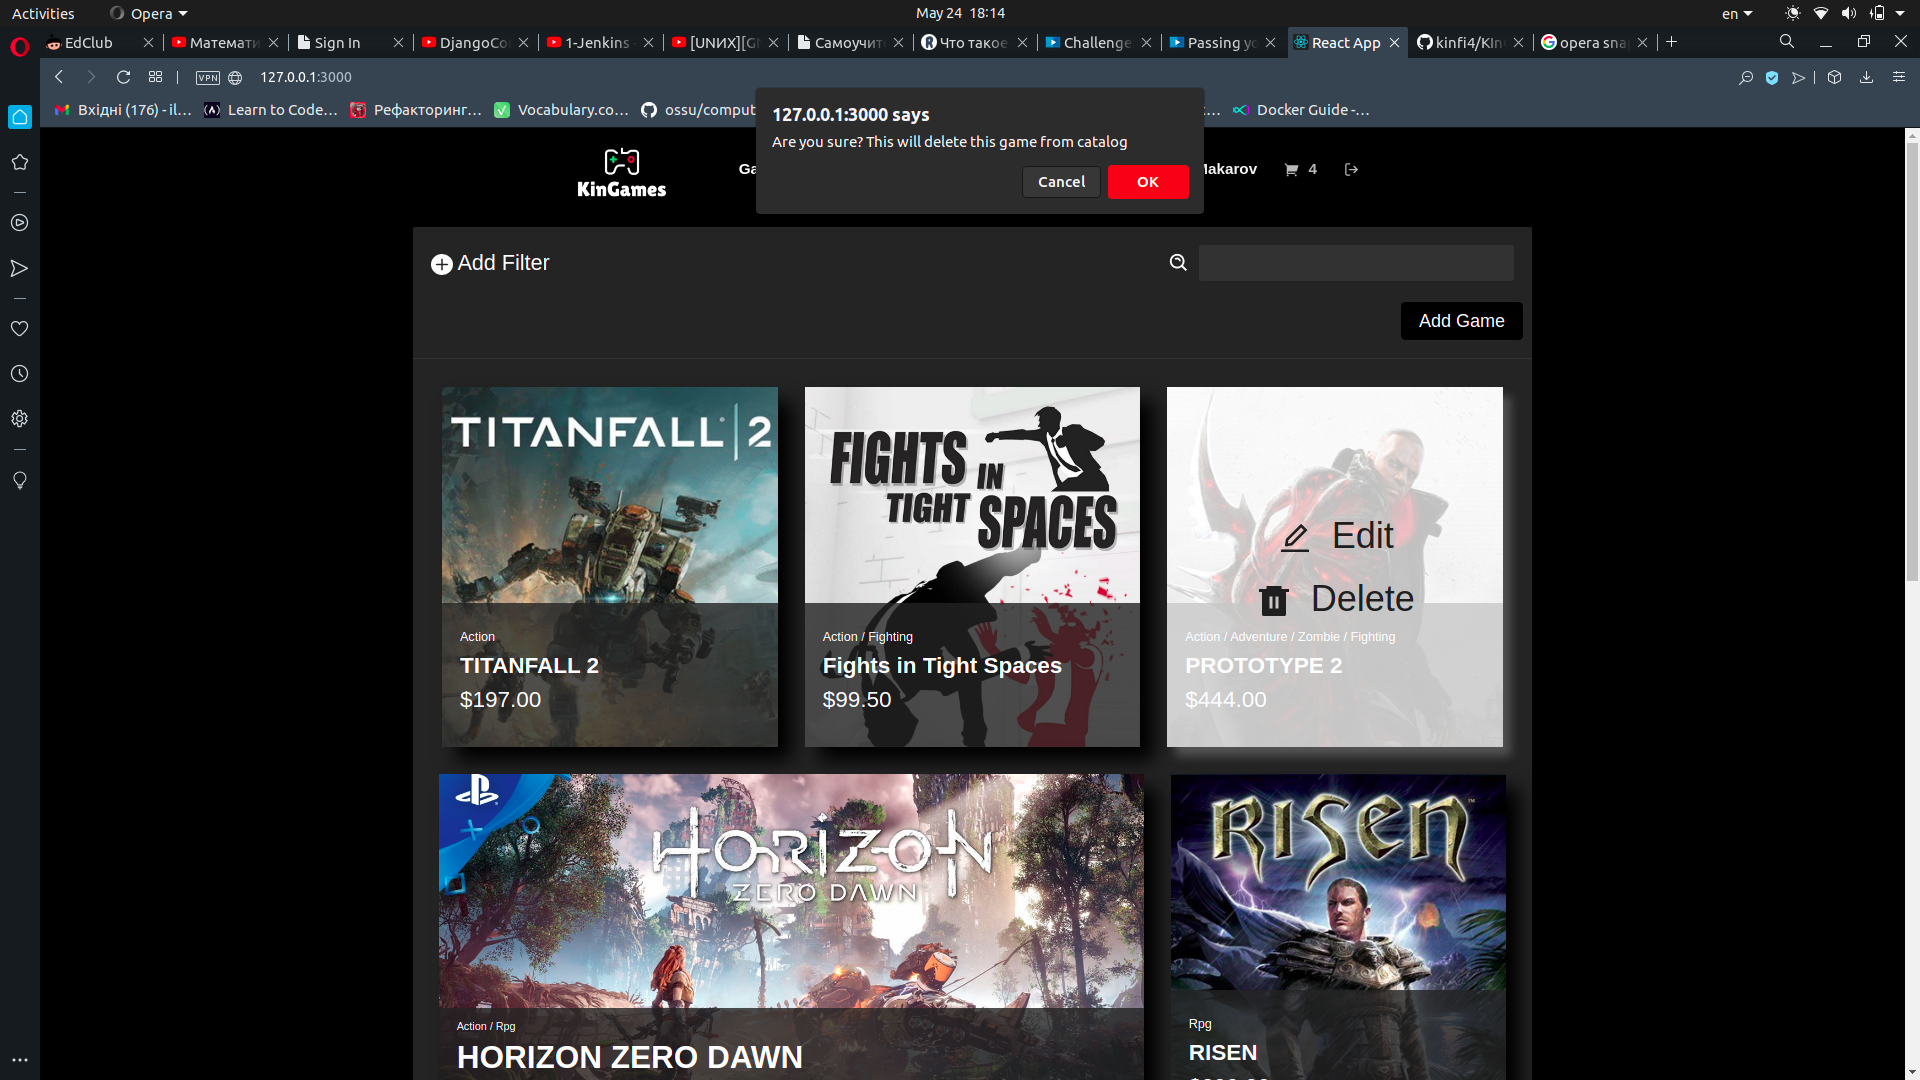 Activities
Opera
May 24 18:14
en
EdClub
Математи
Sign In
DjangoCo
1-Jenkins
[UNИX][G
Самоучит
Что такое
Challenge
Passing yo
React App
kinfi4/KIn
opera sna
VPN
127.0.0.1:3000
Вхідні (176) - il...
Learn to Code...
Рефакторинг...
Vocabulary.co...
ossu/comput
Docker Guide -...
127.0.0.1:3000 says
Are you sure? This will delete this game from catalog
Cancel
OK
KinGames
Ga
Makarov
4
Add Filter
Add Game
TITANFALL 2
Action
TITANFALL 2
$197.00
FIGHTS IN TIGHT SPACES
Action / Fighting
Fights in Tight Spaces
$99.50
Edit
Delete
Action / Adventure / Zombie / Fighting
PROTOTYPE 2
$444.00
HORIZON
ZERO DAWN
Action / Rpg
HORIZON ZERO DAWN
RISEN
Rpg
RISEN